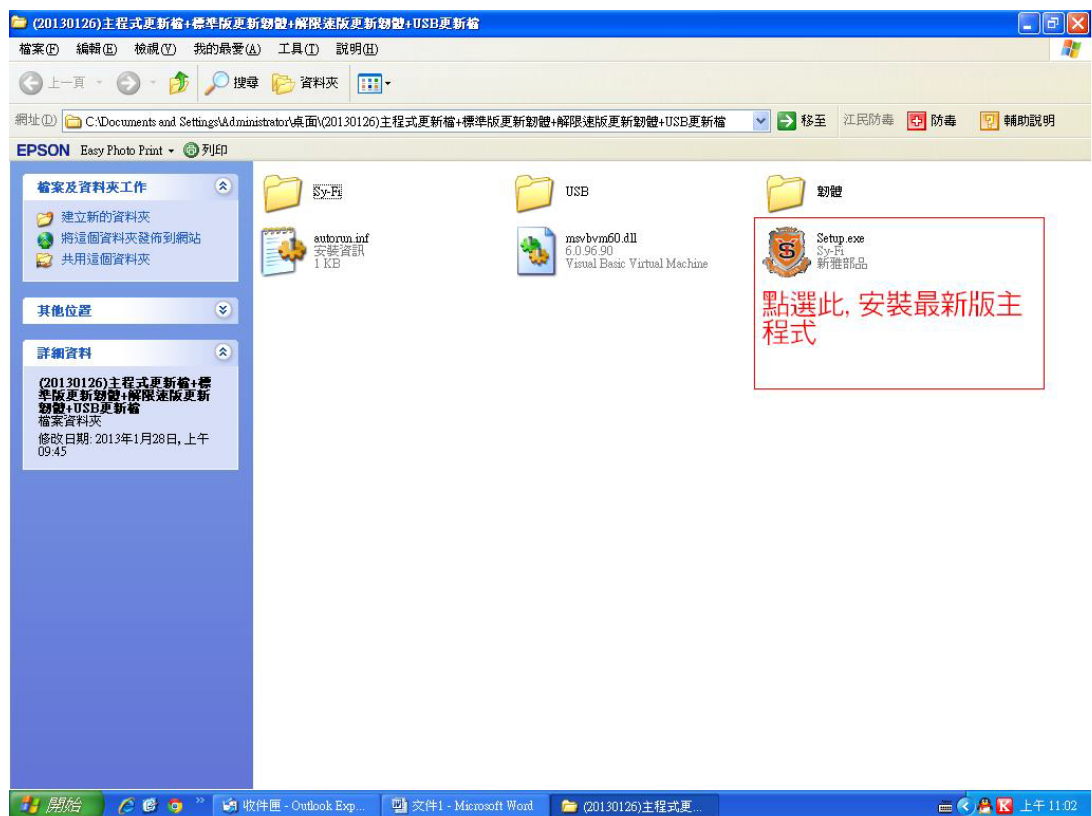 (20130126)主程式更新檔+標準版更新韌體+解限速版更新韌體+USB更新檔
檔案(F) 編輯(E) 檢視(V) 我的最愛(A) 工具(T) 說明(H)
上一頁 搜尋 資料夾
網址(D) C:\Documents and Settings\Administrator\桌面\(20130126)主程式更新檔+標準版更新韌體+解限速版更新韌體+USB更新檔 移至 江民防毒 防毒 輔助說明
EPSON Easy Photo Print 列印
檔案及資料夾工作
建立新的資料夾
將這個資料夾發佈到網站
共用這個資料夾
其他位置
詳細資料
(20130126)主程式更新檔+標
準版更新韌體+解限速版更新
韌體+USB更新檔
檔案資料夾
修改日期: 2013年1月28日, 上午
09:45
Sy-Fi
USB
韌體
autorun.inf
安裝資訊
1 KB
msvbvm60.dll
6.0.96.90
Visual Basic Virtual Machine
Setup.exe
Sy-Fi
新雅部品
點選此, 安裝最新版主
程式
開始 收件匣 - Outlook Exp... 文件1 - Microsoft Word (20130126)主程式更... 上午 11:02